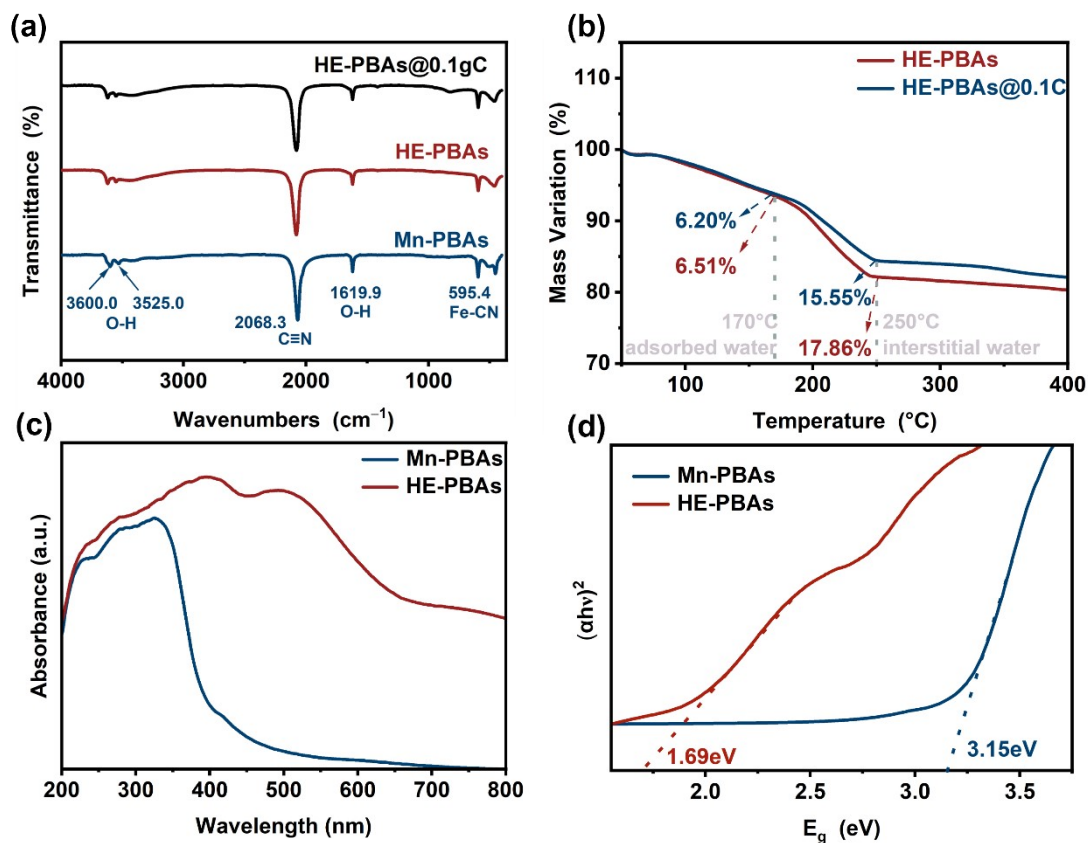 (a)
HE-PBAs@0.1gC
HE-PBAs
Mn-PBAs
3600.0
3525.0
O-H
2068.3
C≡N
1619.9
O-H
595.4
Fe-CN
4000
3000
2000
1000
Wavenumbers (cm⁻¹)
Transmittance (%)
(b)
HE-PBAs
HE-PBAs@0.1C
110
100
90
80
70
6.20%
6.51%
15.55%
17.86%
170°C
adsorbed water
250°C
interstitial water
100
200
300
400
Temperature (°C)
Mass Variation (%)
(c)
Mn-PBAs
HE-PBAs
200
300
400
500
600
700
800
Wavelength (nm)
Absorbance (a.u.)
(d)
Mn-PBAs
HE-PBAs
1.69eV
3.15eV
2.0
2.5
3.0
3.5
E_g (eV)
(αhν)²